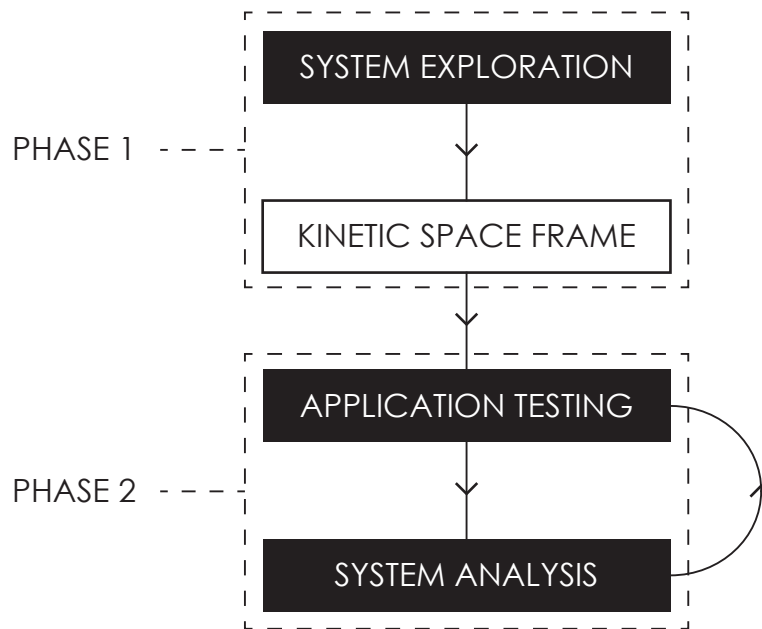 SYSTEM EXPLORATION
PHASE 1
KINETIC SPACE FRAME
APPLICATION TESTING
PHASE 2
SYSTEM ANALYSIS